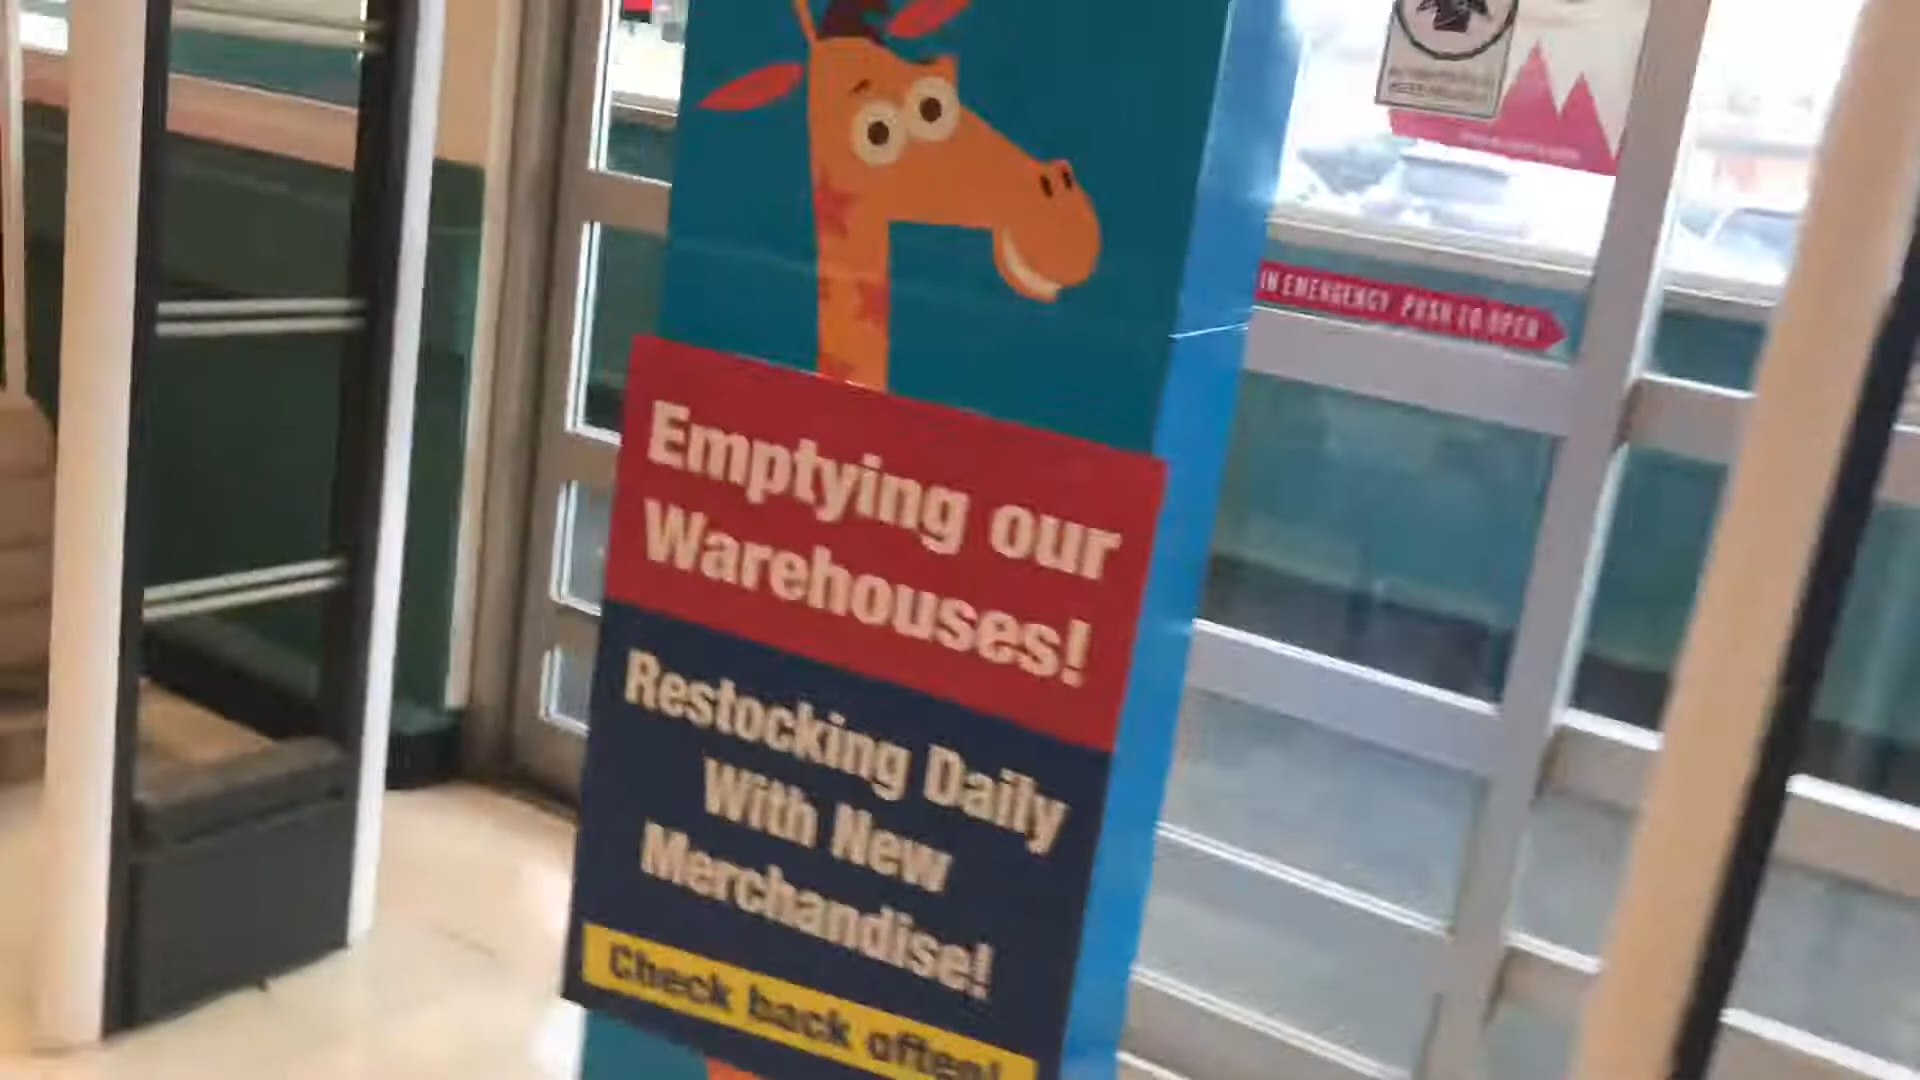 IN EMERGENCY PUSH TO OPEN
Emptying our
Warehouses!
Restocking Daily
With New
Merchandise!
Check back often!